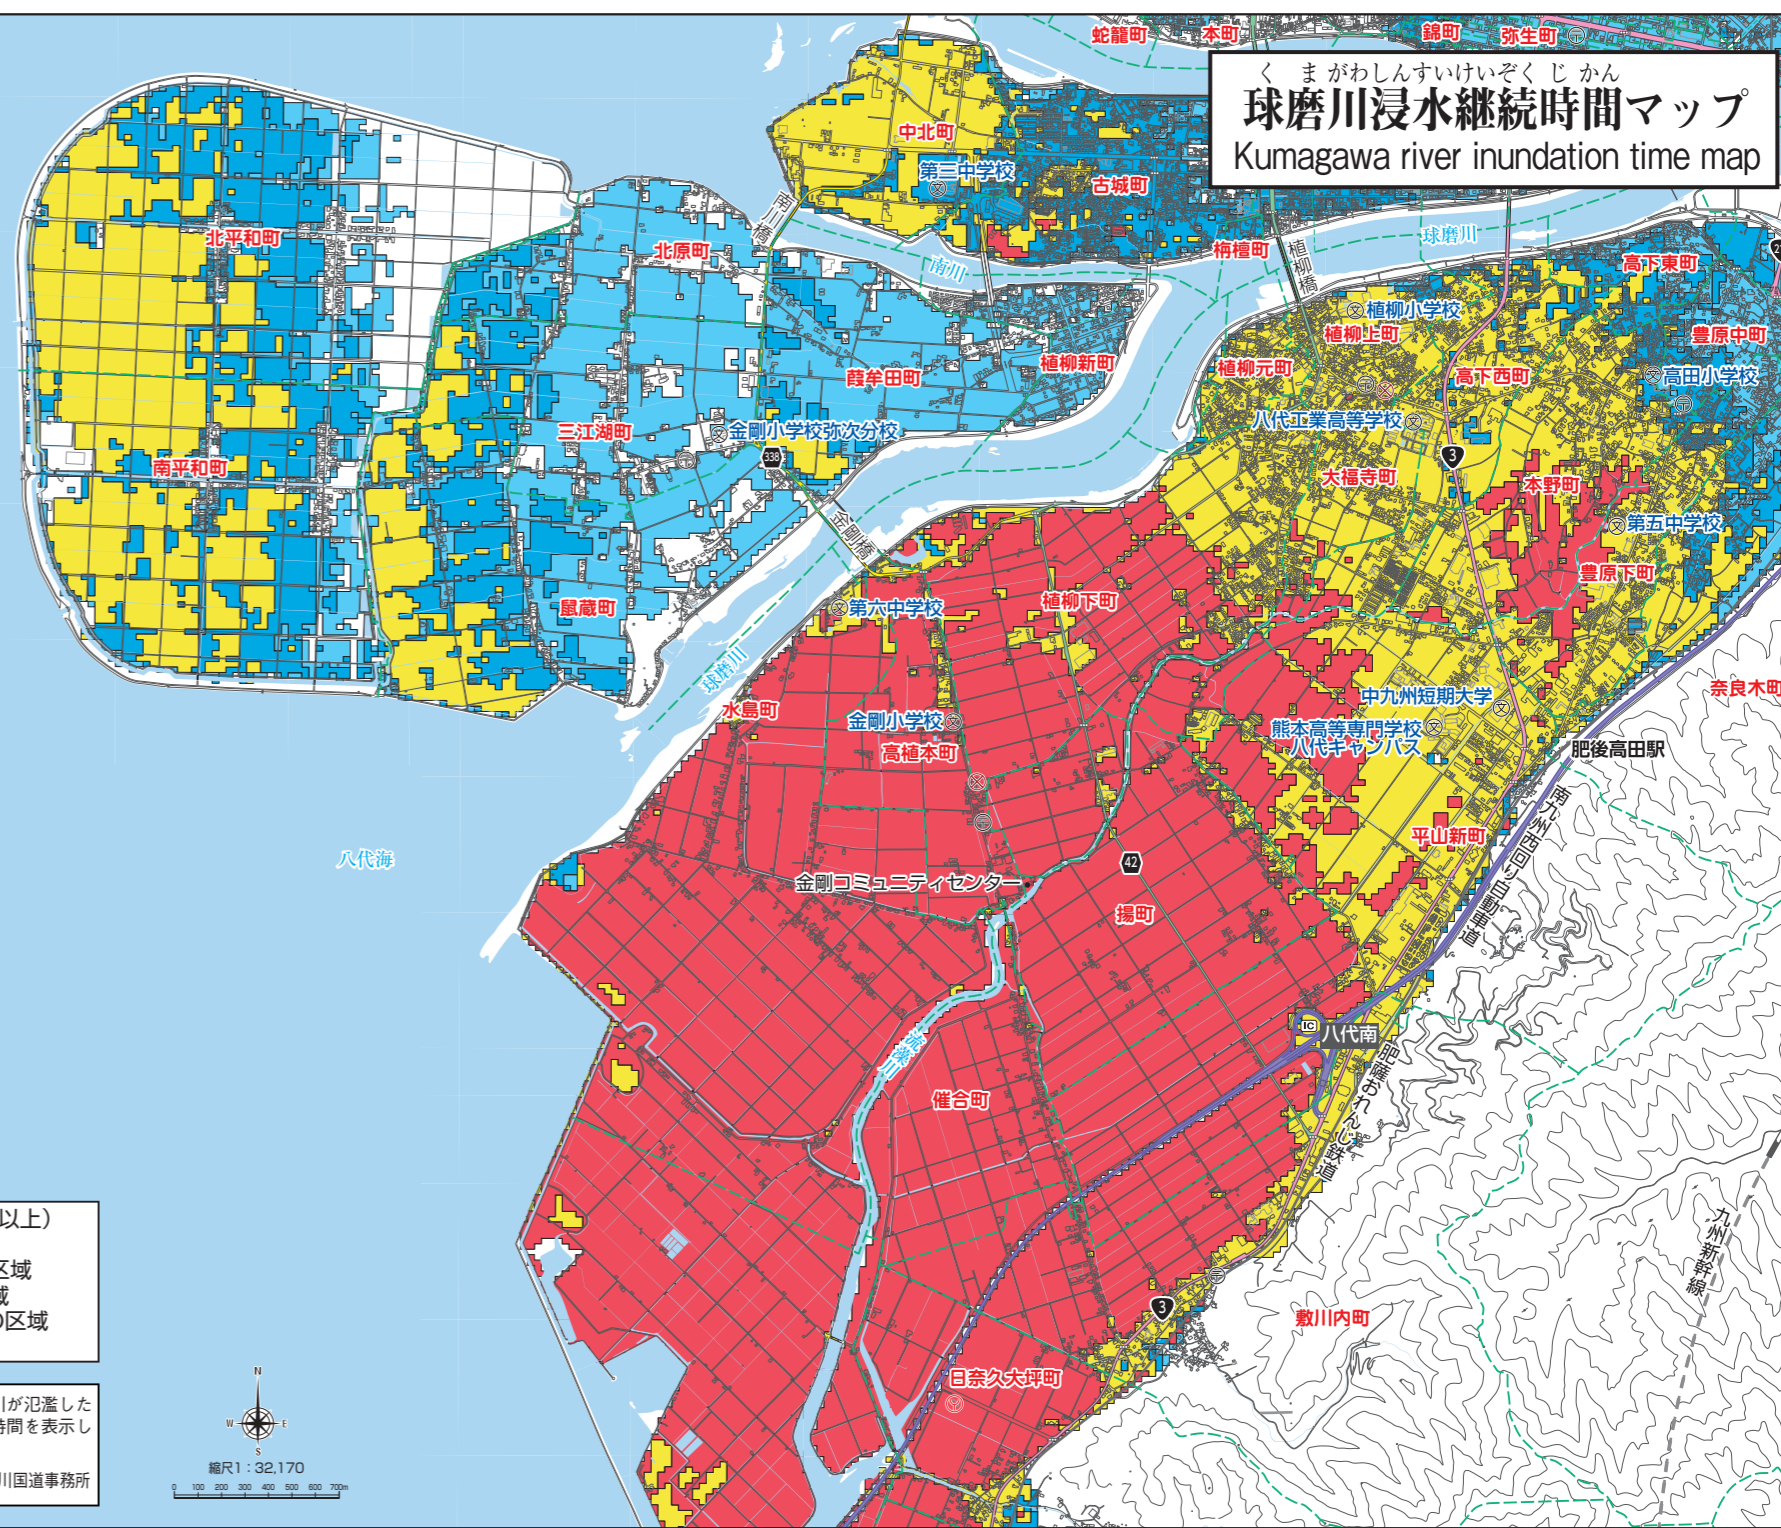 蛇籠町
本町
錦町
弥生町
くまがわしんすいけいぞくじかん
球磨川浸水継続時間マップ
Kumagawa river inundation time map
中北町
第三中学校
古城町
南川橋
南川
栴檀町
植柳橋
球磨川
高下東町
北平和町
北原町
植柳小学校
植柳上町
豊原中町
葭牟田町
植柳新町
植柳元町
高下西町
高田小学校
三江湖町
金剛小学校弥次分校
八代工業高等学校
338
3
南平和町
大福寺町
本野町
金剛橋
第五中学校
豊原下町
鼠蔵町
第六中学校
植柳下町
球磨川
水島町
金剛小学校
高植本町
中九州短期大学
熊本高等専門学校
八代キャンパス
奈良木町
肥後高田駅
南九州西回り自動車道
平山新町
八代海
42
金剛コミュニティセンター
揚町
IC
八代南
流藻川
肥薩おれんじ鉄道
催合町
九州新幹線
以上）
区域
域
の区域
3
敷川内町
日奈久大坪町
川が氾濫した
時間を表示し
川国道事務所
N
W
E
S
縮尺1：32,170
0 100 200 300 400 500 600 700m